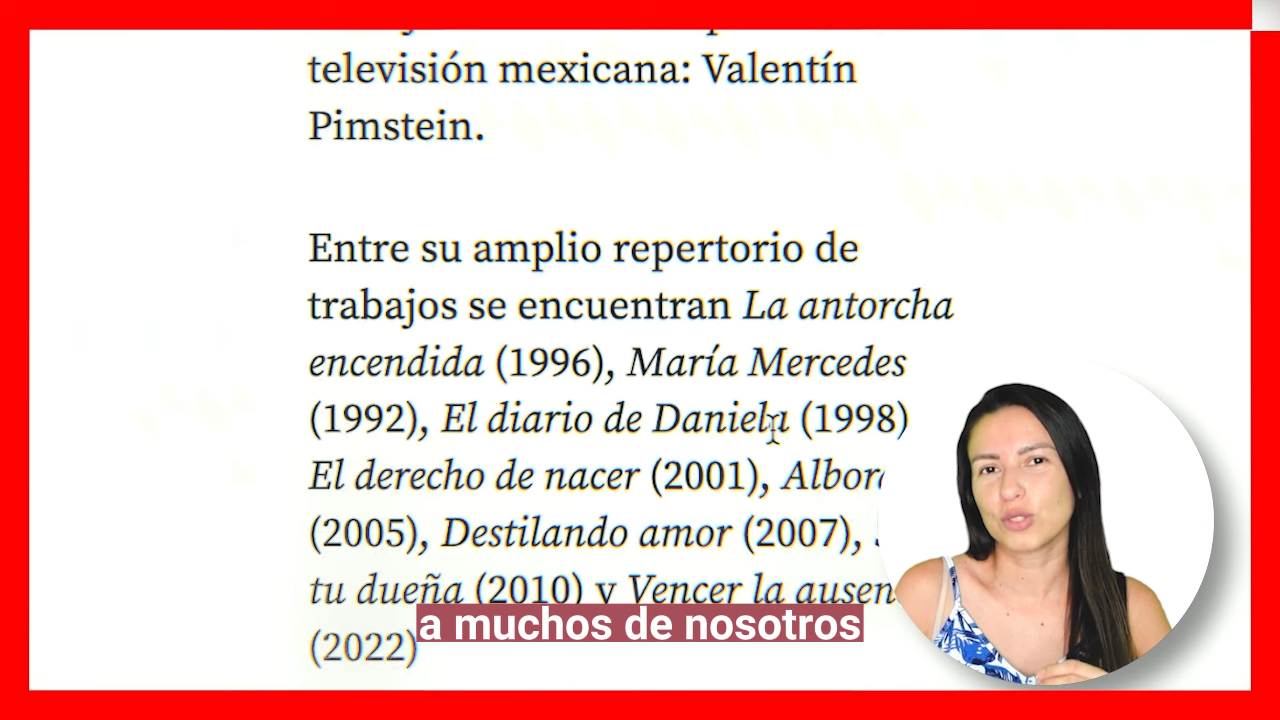 televisión mexicana: Valentín
Pimstein.
Entre su amplio repertorio de
trabajos se encuentran La antorcha
encendida (1996), María Mercedes
(1992), El diario de Daniela (1998)
El derecho de nacer (2001),
(2005), Destilando amor (2007),
tu dueña (2010) y Vencer la
(2022)
a muchos de nosotros